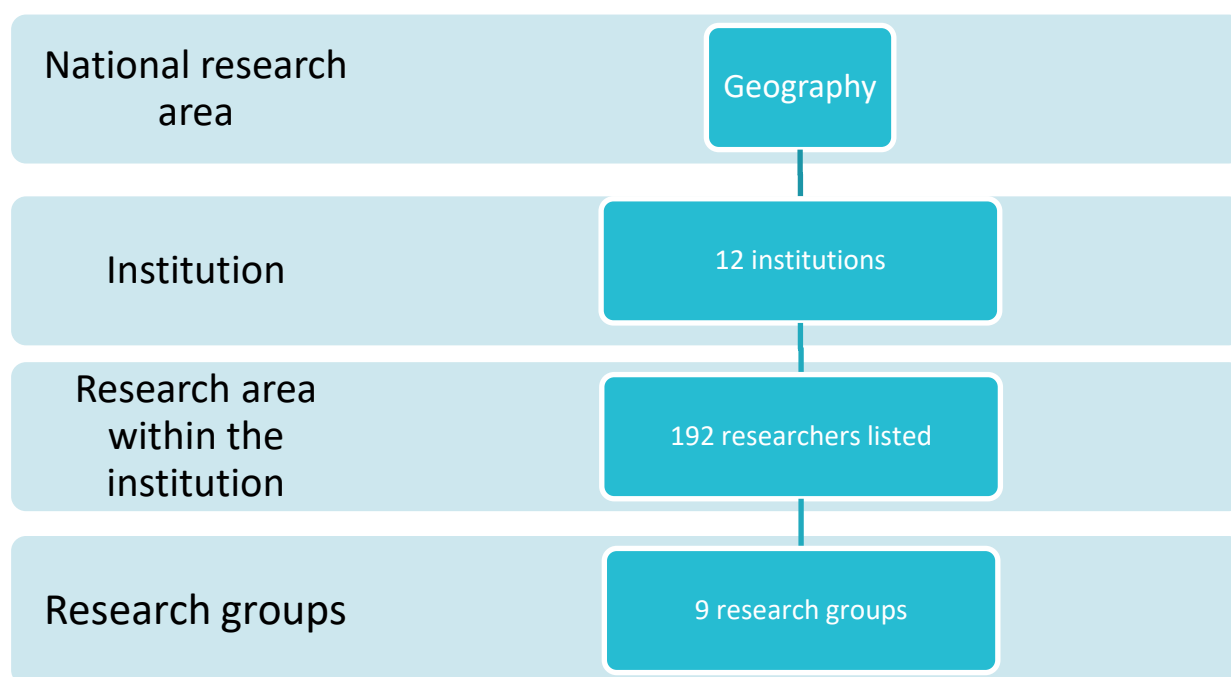 National research
area
Geography
Institution
12 institutions
Research area
within the
institution
192 researchers listed
Research groups
9 research groups